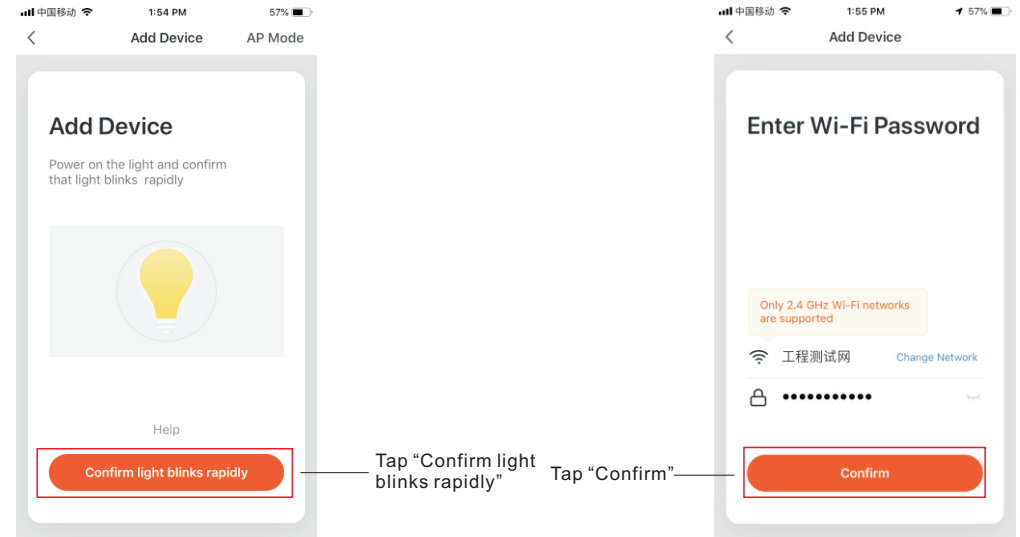 中国移动 1:54 PM 57%
Add Device AP Mode
Add Device
Power on the light and confirm
that light blinks rapidly
Help
Confirm light blinks rapidly
Tap “Confirm light
blinks rapidly”
中国移动 1:55 PM 57%
Add Device
Enter Wi-Fi Password
Only 2.4 GHz Wi-Fi networks
are supported
工程测试网 Change Network
•••••••••••
Tap “Confirm”
Confirm